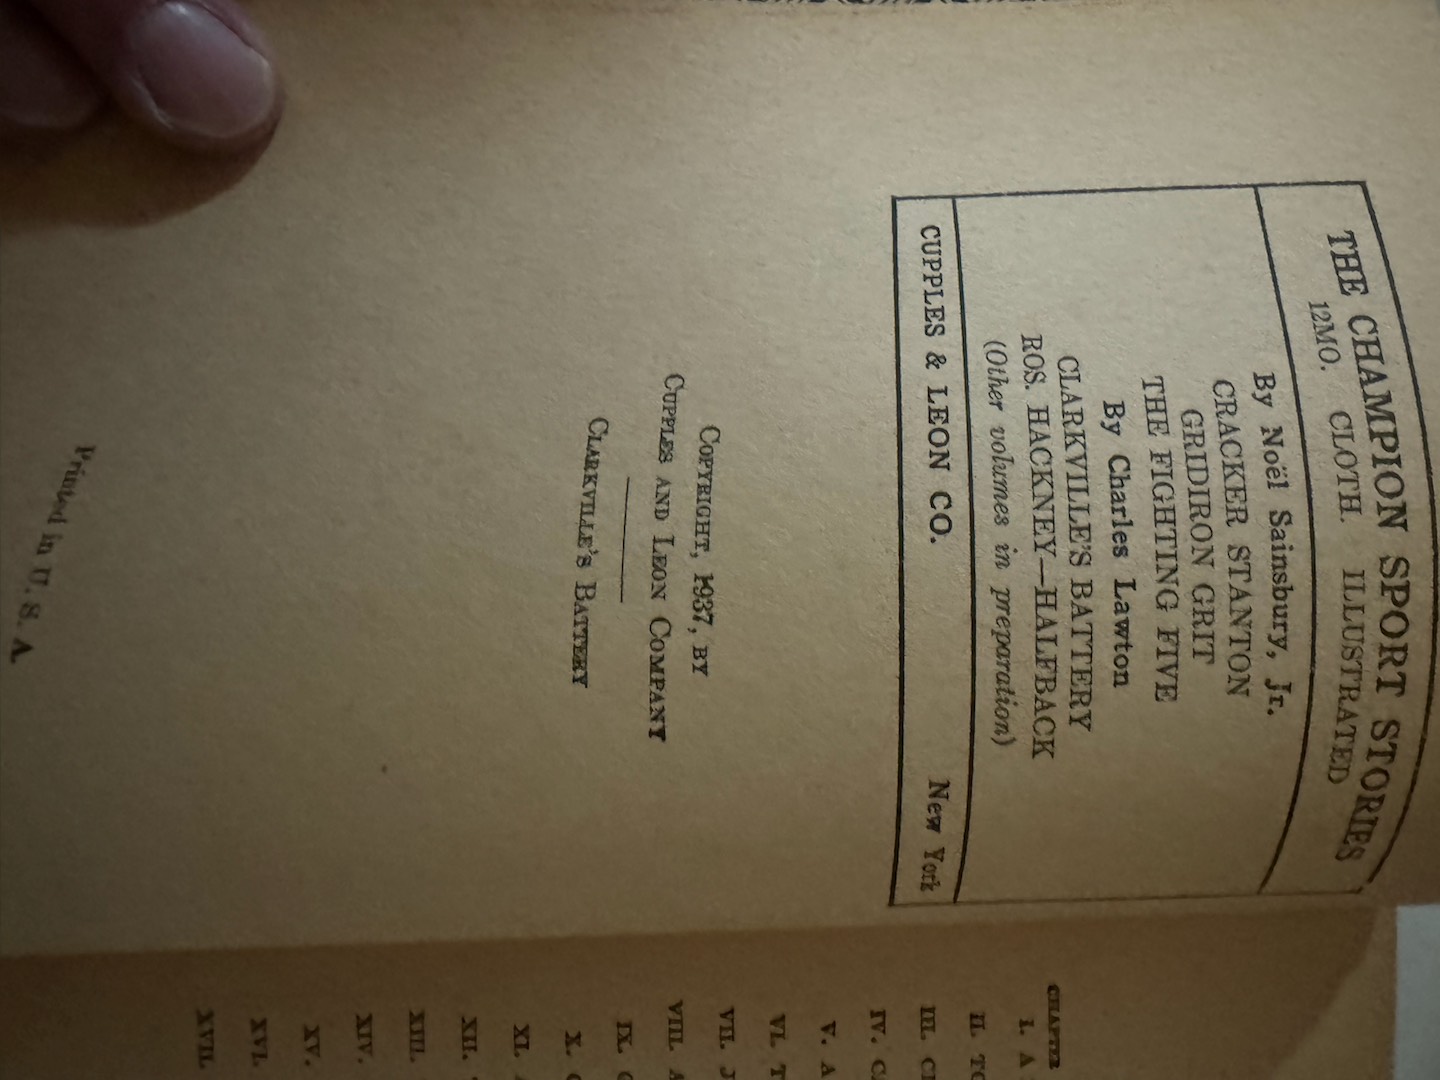 THE CHAMPION SPORT STORIES
12MO. CLOTH. ILLUSTRATED
By Noël Sainsbury, Jr.
CRACKER STANTON
GRIDIRON GRIT
THE FIGHTING FIVE
By Charles Lawton
CLARKVILLE'S BATTERY
ROS. HACKNEY—HALFBACK
(Other volumes in preparation)
CUPPLES & LEON CO. New York
COPYRIGHT, 1937, BY
CUPPLES AND LEON COMPANY
CLARKVILLE'S BATTERY
Printed in U. S. A
CHAPTER
I. A
II.
III.
IV.
V. A
VI.
VII.
VIII.
IX.
X.
XI.
XII.
XIII.
XIV.
XV.
XVI.
XVII.